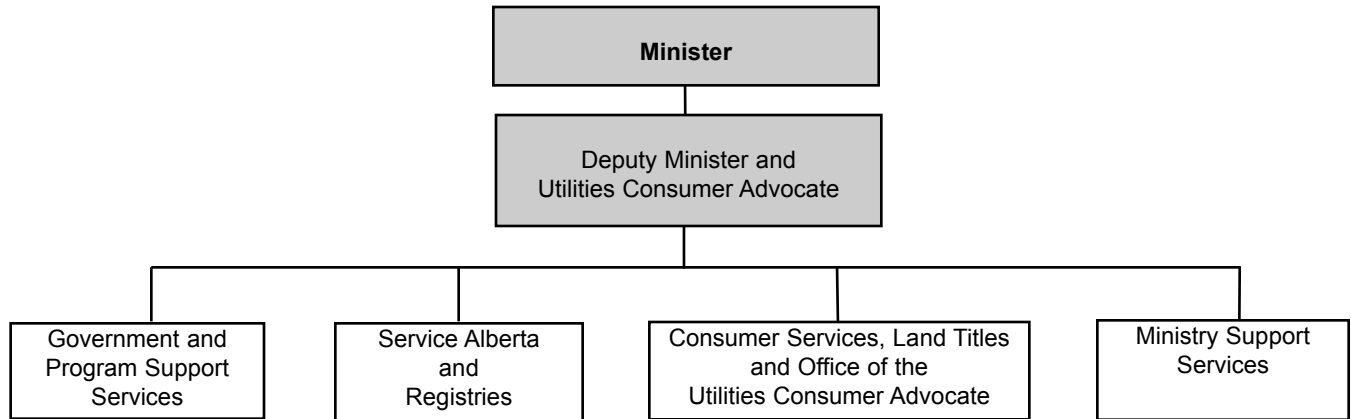 Minister
Deputy Minister and
Utilities Consumer Advocate
Government and
Program Support
Services
Service Alberta
and
Registries
Consumer Services, Land Titles
and Office of the
Utilities Consumer Advocate
Ministry Support
Services